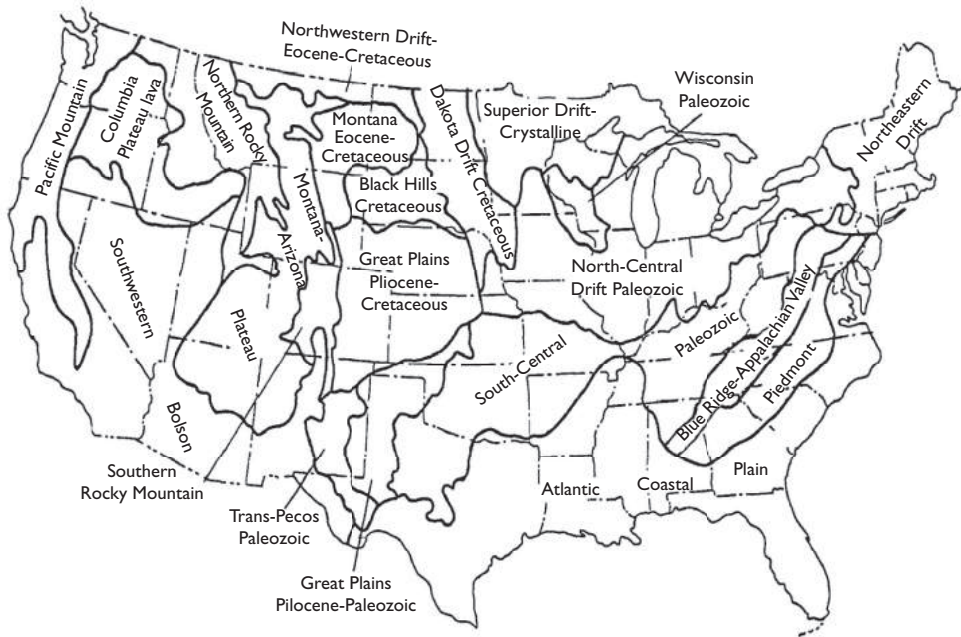 Northwestern Drift-
Eocene-Cretaceous
Wisconsin
Paleozoic
Pacific Mountain
Columbia
Plateau lava
Northern Rocky
Mountain
Montana
Eocene-
Cretaceous
Dakota Drift Cretaceous
Superior Drift-
Crystalline
Northeastern
Drift
Black Hills
Cretaceous
Montana-
Arizona
Southwestern
Great Plains
Pliocene-
Cretaceous
North-Central
Drift Paleozoic
Plateau
South-Central
Paleozoic
Blue Ridge-Appalachian Valley
Piedmont
Bolson
Southern
Rocky Mountain
Trans-Pecos
Paleozoic
Great Plains
Pilocene-Paleozoic
Atlantic
Coastal
Plain